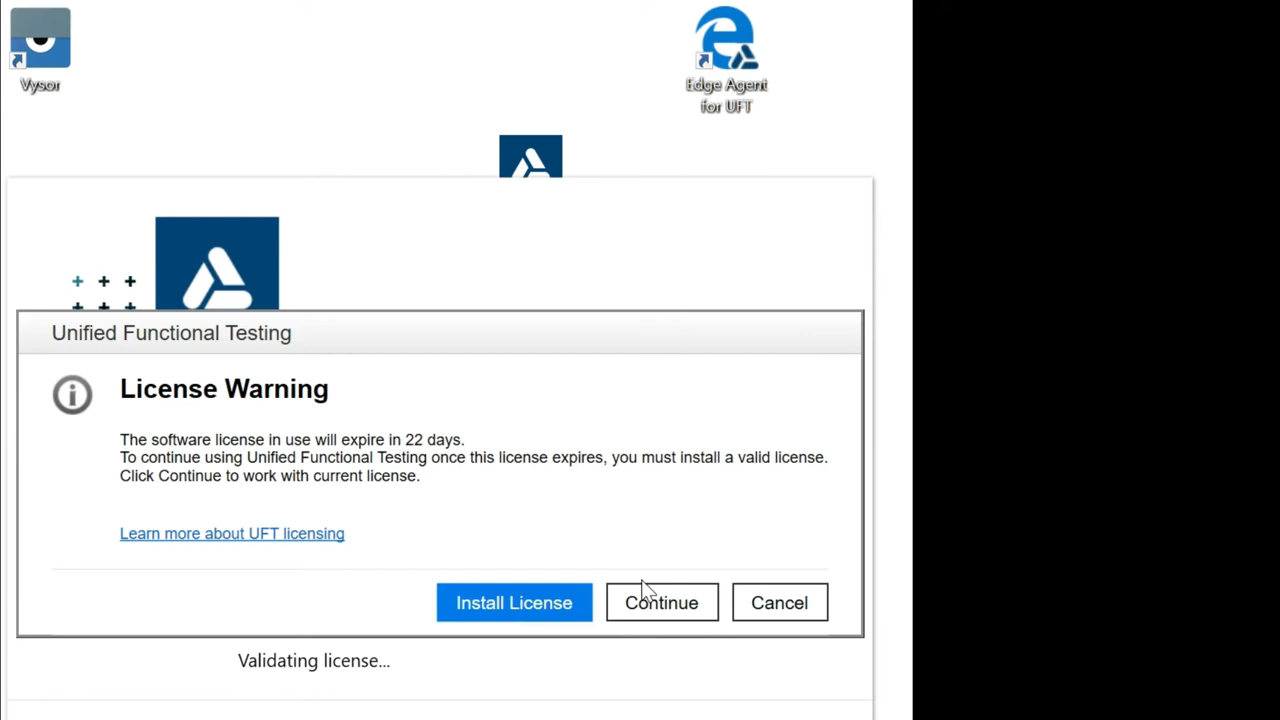 Vysor
Edge Agent
for UFT
Unified Functional Testing
License Warning
The software license in use will expire in 22 days.
To continue using Unified Functional Testing once this license expires, you must install a valid license.
Click Continue to work with current license.
Learn more about UFT licensing
Install License
Continue
Cancel
Validating license...